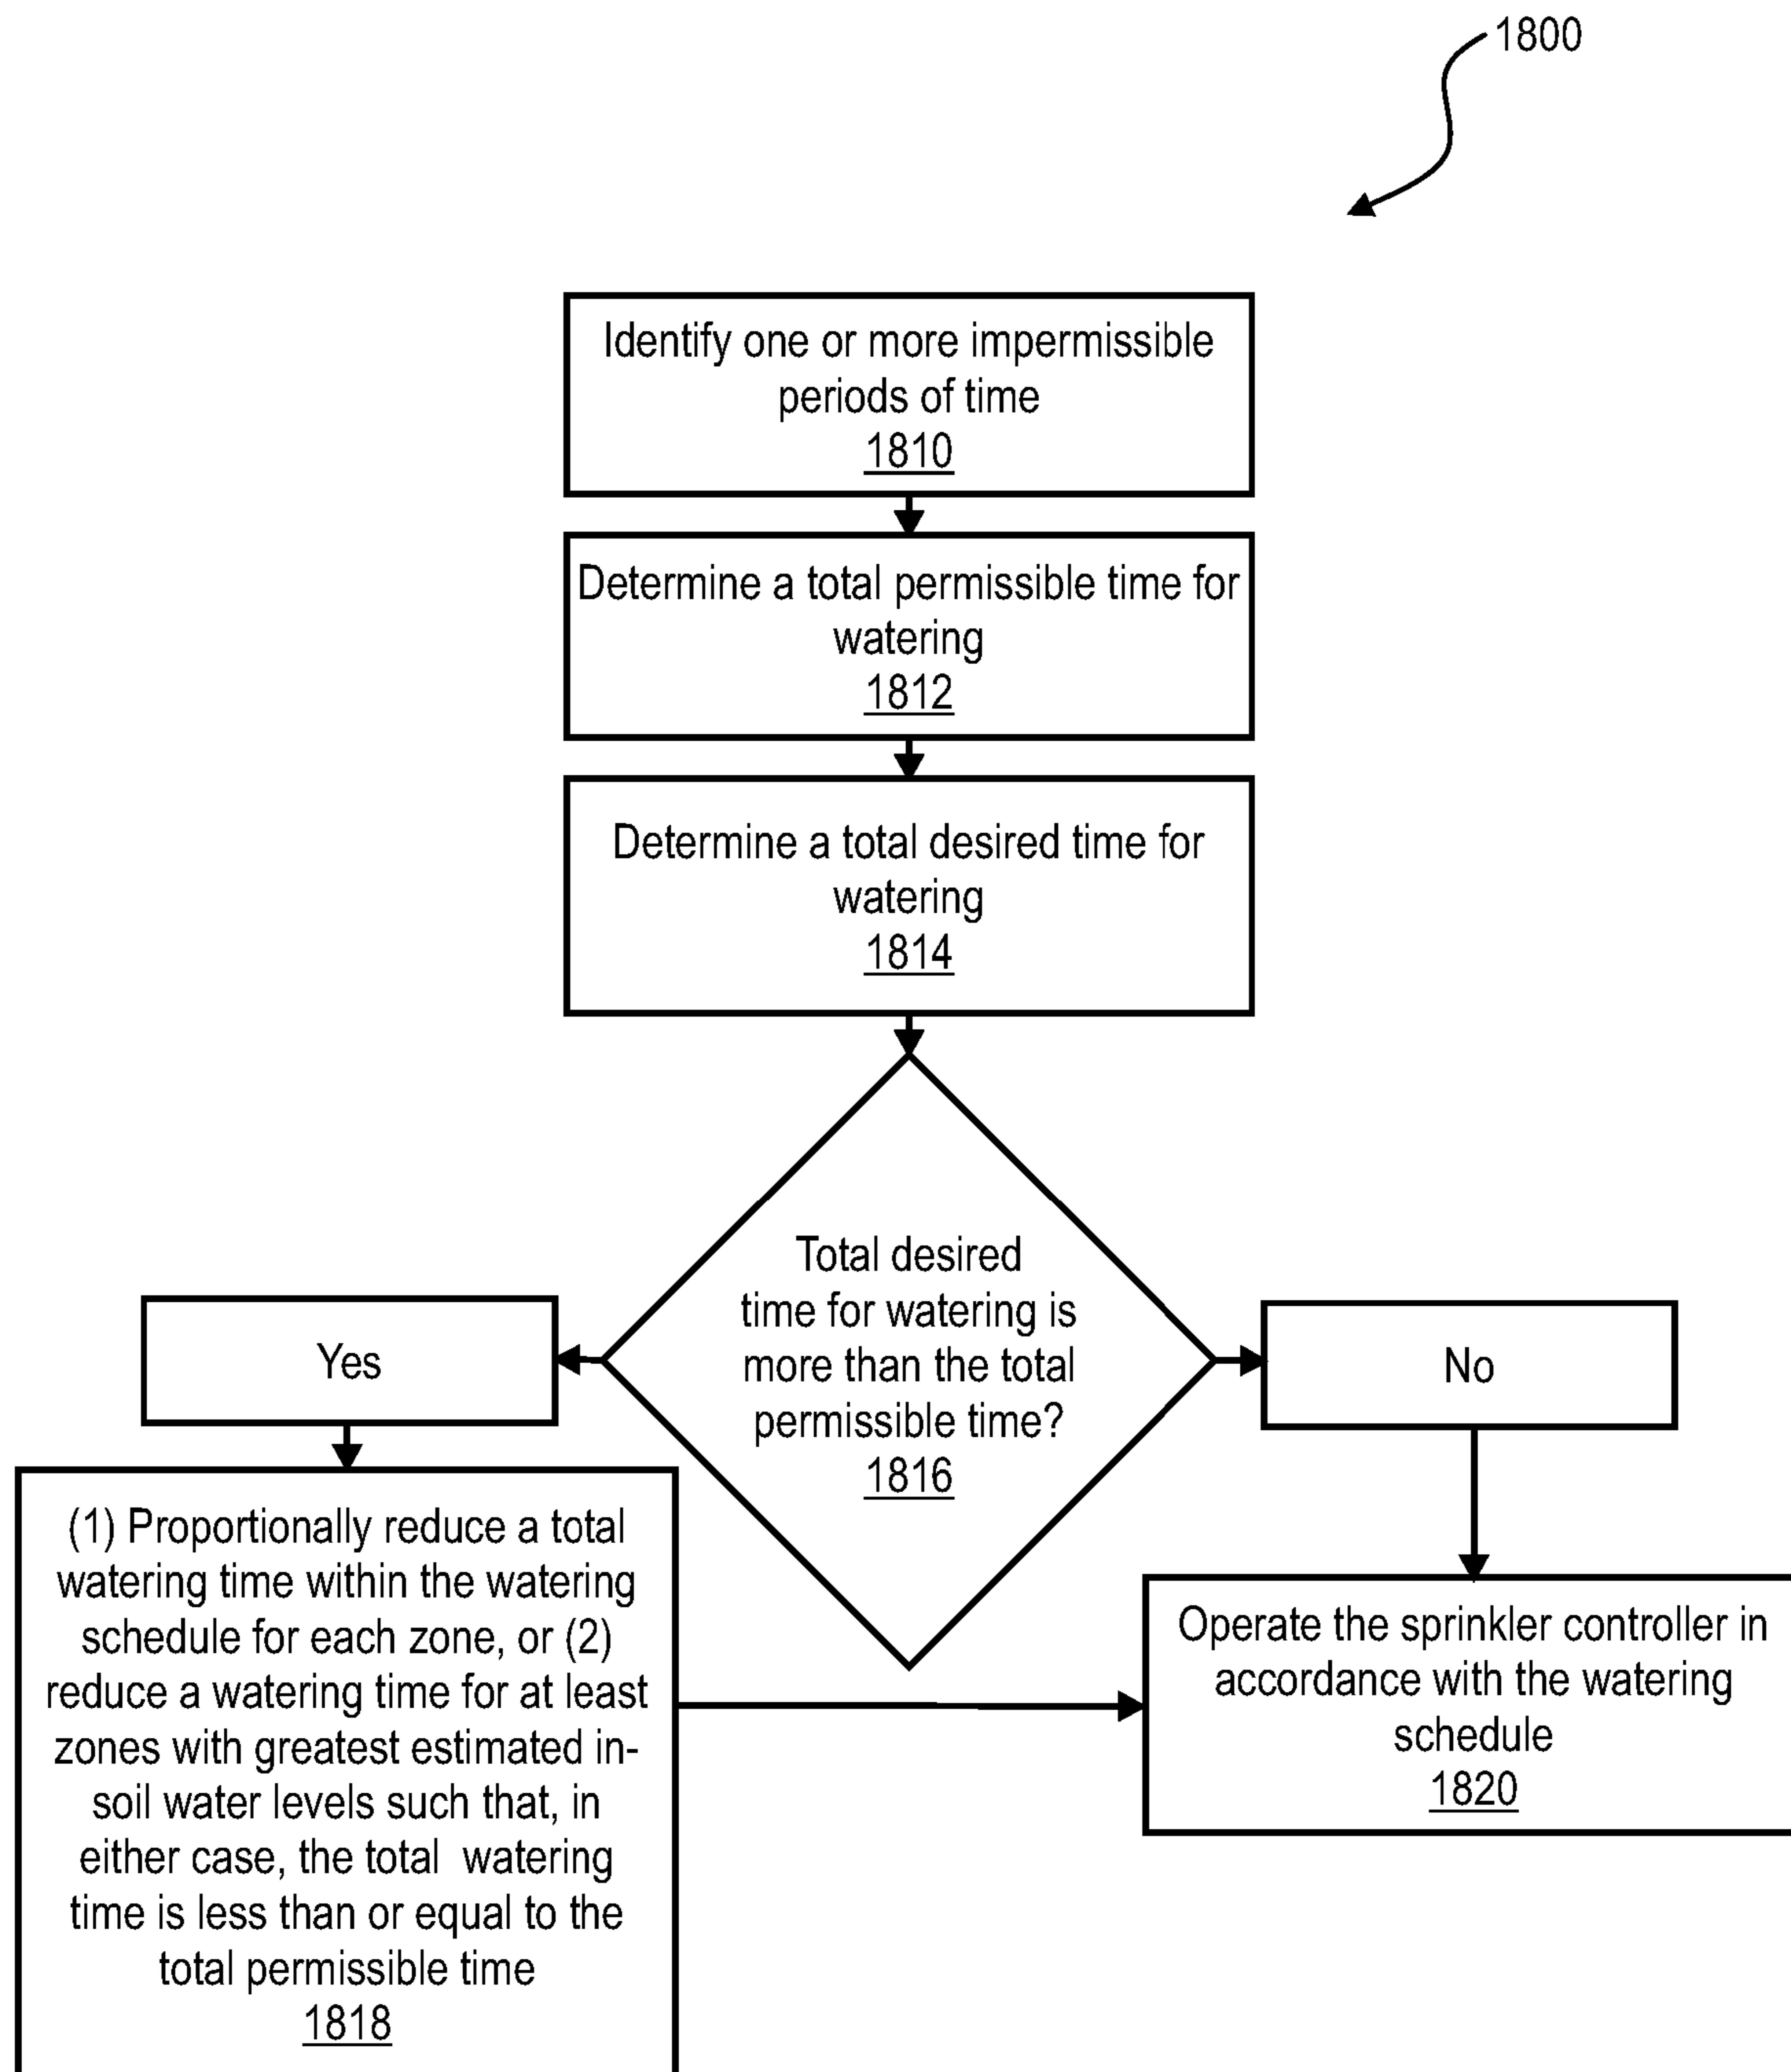 1800
Identify one or more impermissible
periods of time
1810
Determine a total permissible time for
watering
1812
Determine a total desired time for
watering
1814
Total desired
time for watering is
more than the total
permissible time?
1816
Yes
No
(1) Proportionally reduce a total
watering time within the watering
schedule for each zone, or (2)
reduce a watering time for at least
zones with greatest estimated in-
soil water levels such that, in
either case, the total watering
time is less than or equal to the
total permissible time
1818
Operate the sprinkler controller in
accordance with the watering
schedule
1820